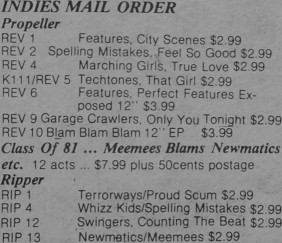 INDIES MAIL ORDER
Propeller
REV 1 Features, City Scenes $2.99
REV 2 Spelling Mistakes, Feel So Good $2.99
REV 4 Marching Girls, True Love $2.99
K111/REV 5 Techtones, That Girl $2.99
REV 6 Features, Perfect Features Ex-
posed 12" $3.99
REV 9 Garage Crawlers, Only You Tonight $2.99
REV 10 Blam Blam Blam 12'' EP $3.99
Class Of 81 ... Meemees Blams Newmatics
etc. 12 acts ... $7.99 plus 50cents postage
Ripper
RIP 1 Terrorways/Proud Scum $2.99
RIP 4 Whizz Kids/Spelling Mistakes $2.99
RIP 12 Swingers, Counting The Beat $2.99
RIP 13 Newmatics/Meemees $2.99